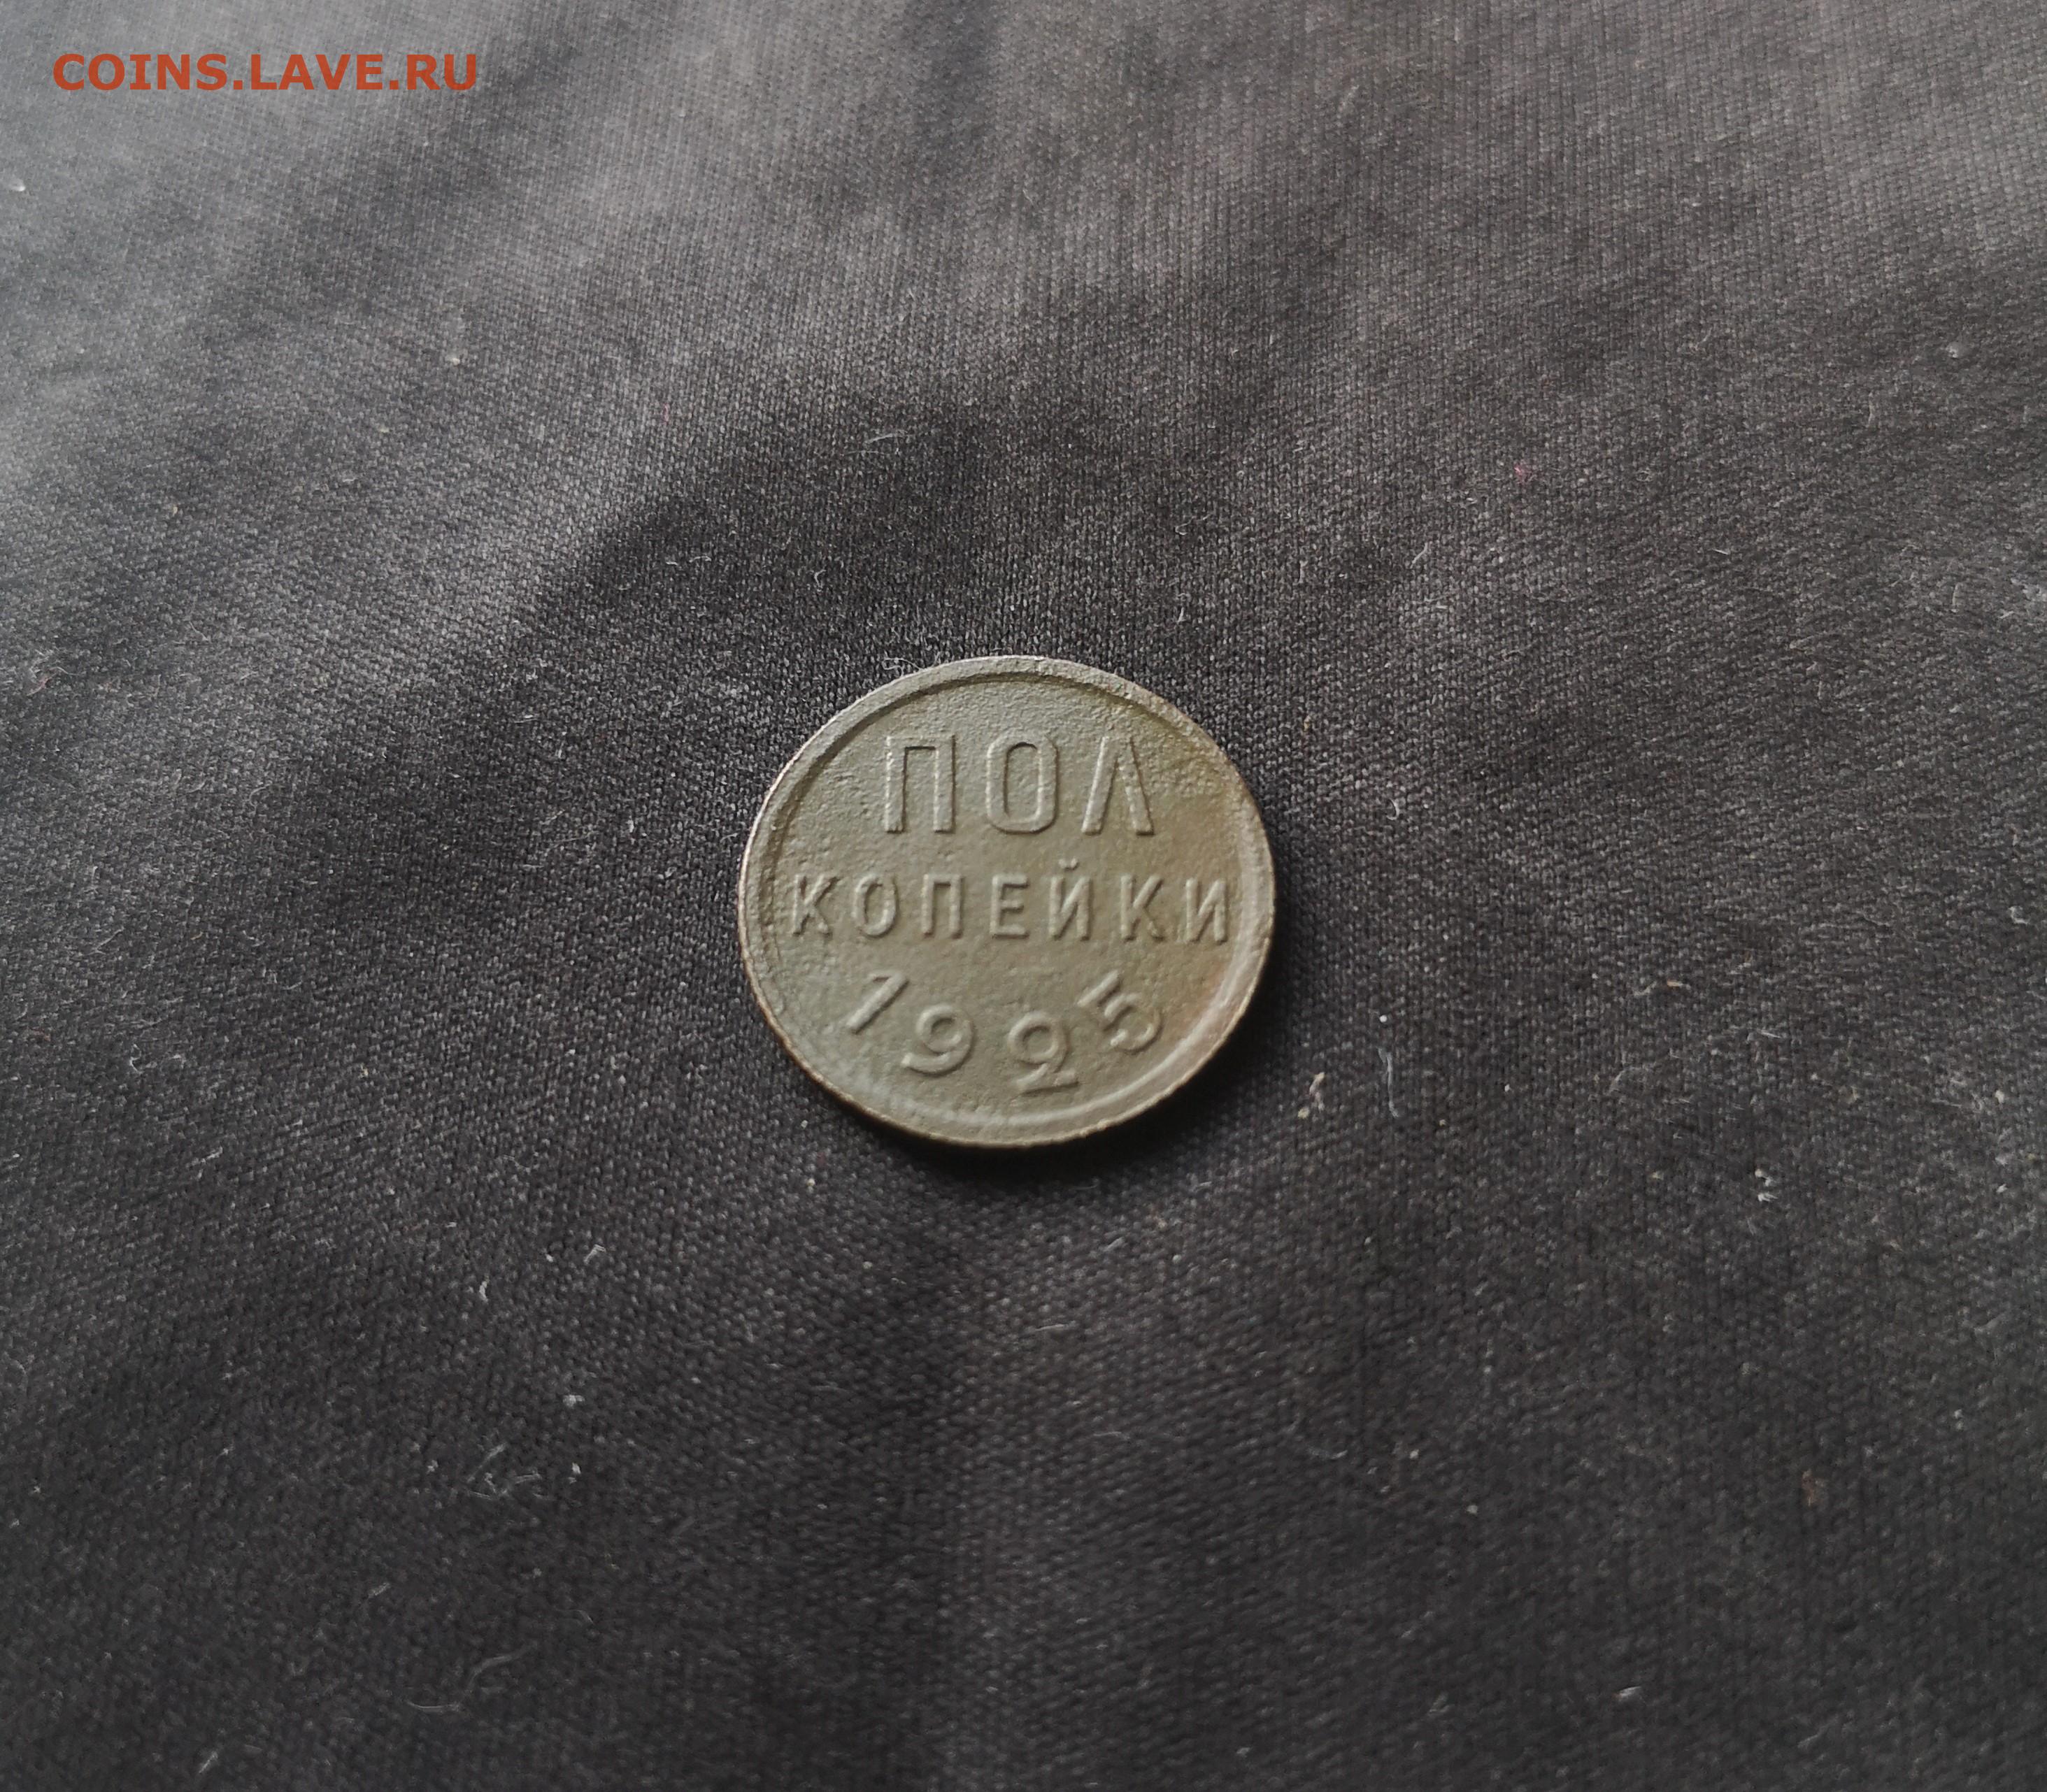 COINS.LAVE.RU
ПОЛ
КОПЕЙКИ
1925